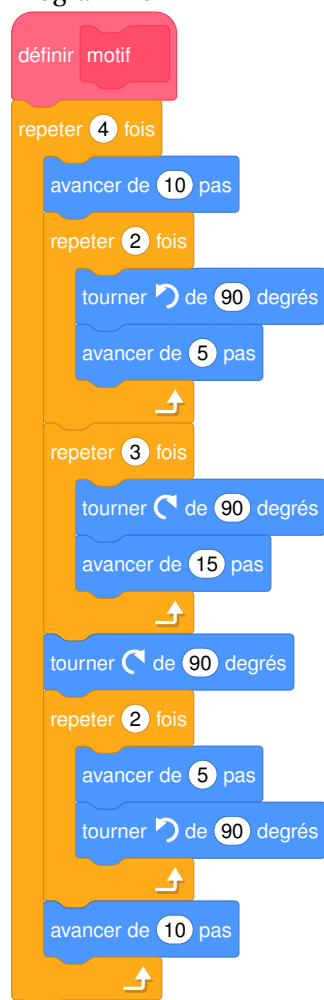 définir motif
repeter 4 fois
avancer de 10 pas
repeter 2 fois
tourner de 90 degrés
avancer de 5 pas
repeter 3 fois
tourner de 90 degrés
avancer de 15 pas
tourner de 90 degrés
repeter 2 fois
avancer de 5 pas
tourner de 90 degrés
avancer de 10 pas